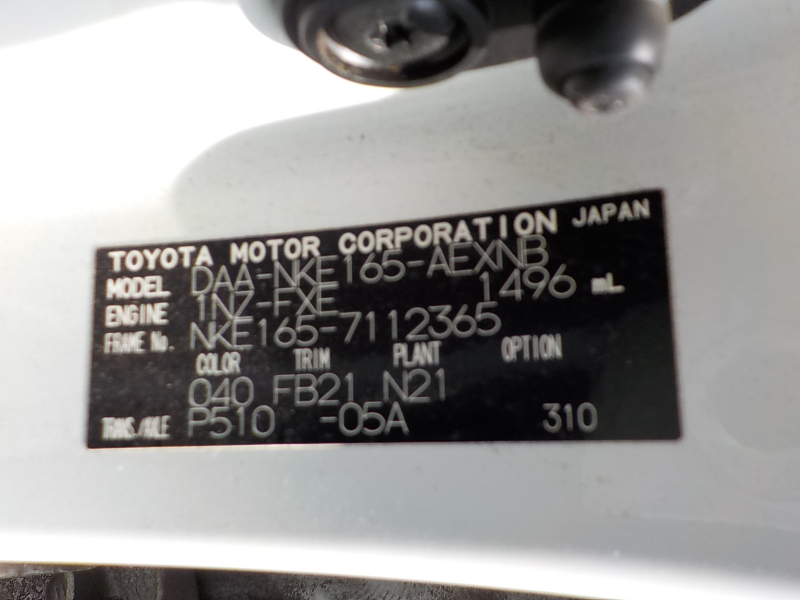 TOYOTA MOTOR CORPORATION JAPAN
MODEL DAA-NKE165-AEXNB
ENGINE 1NZ-FXE 1496 mL
FRAME No. NKE165-7112365
COLOR TRIM PLANT OPTION
040 FB21 N21
TRANS/AXLE P510 -05A 310